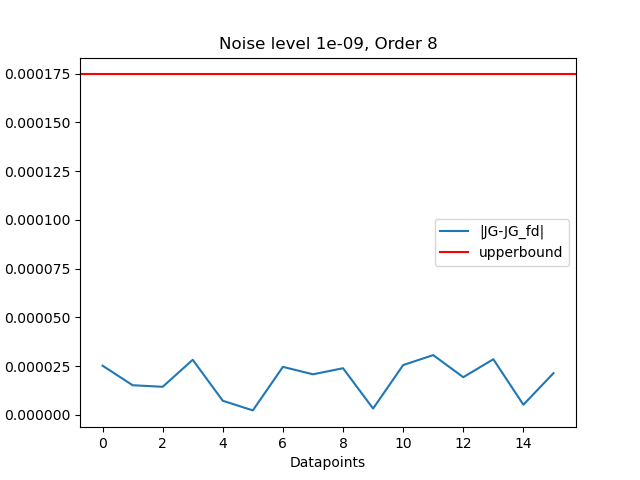 Noise level 1e-09, Order 8
0.000175
0.000150
0.000125
0.000100
0.000075
0.000050
0.000025
0.000000
|JG-JG_fd|
upperbound
0 2 4 6 8 10 12 14
Datapoints